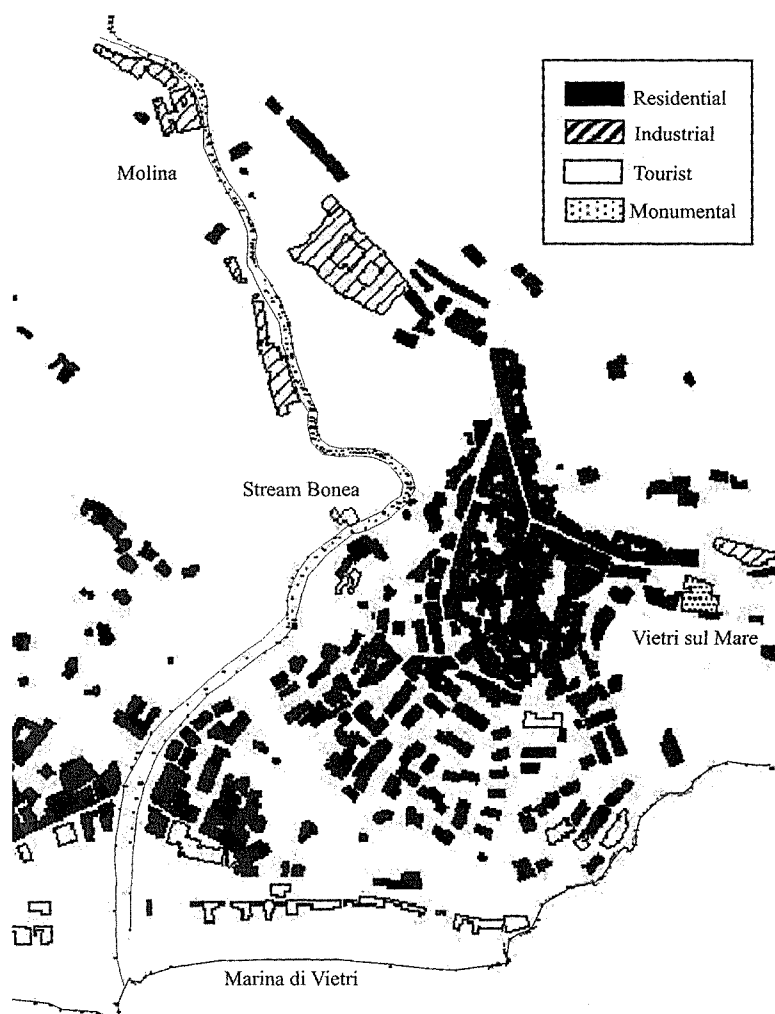 Residential
Industrial
Tourist
Monumental
Molina
Stream Bonea
Vietri sul Mare
Marina di Vietri